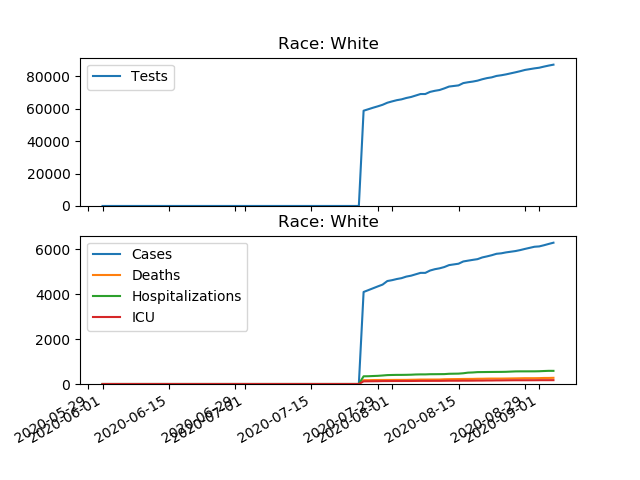 Race: White
Tests
80000
60000
40000
20000
0
Race: White
Cases
Deaths
Hospitalizations
ICU
6000
4000
2000
0
2020-05-29
2020-06-01
2020-06-15
2020-06-29
2020-07-01
2020-07-15
2020-07-29
2020-08-01
2020-08-15
2020-08-29
2020-09-01